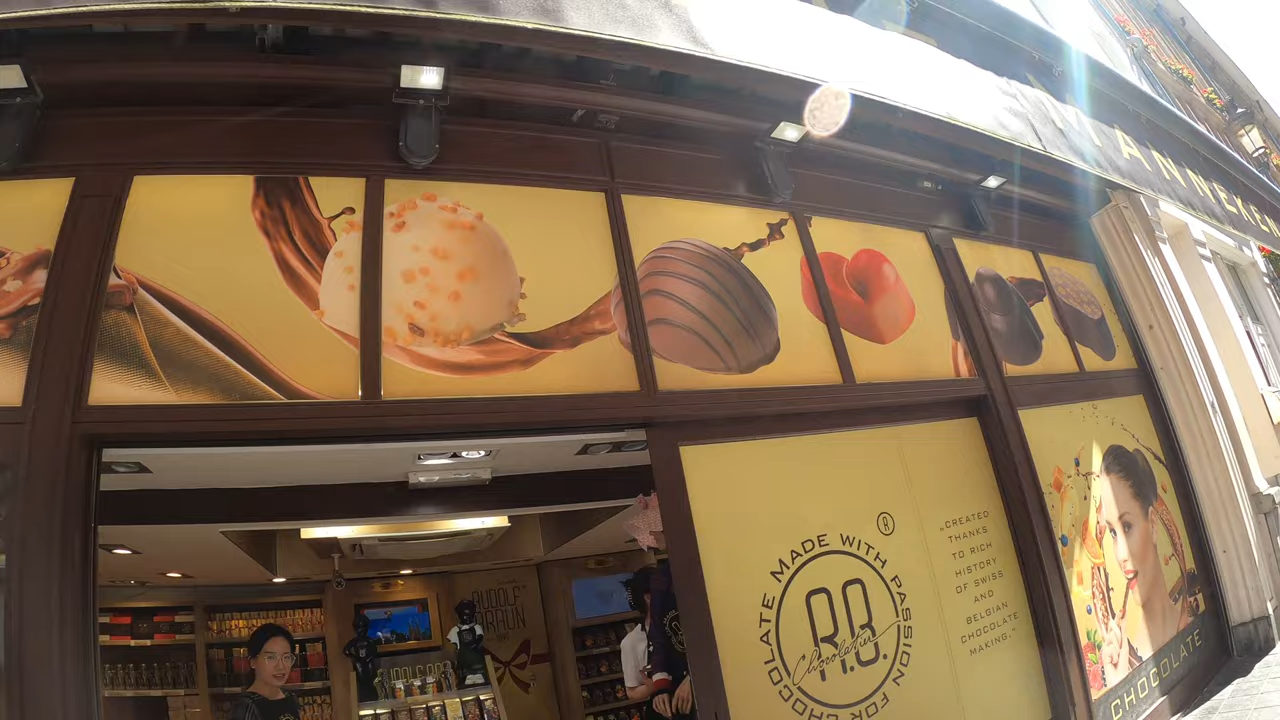 MANNEKEN
CHOCOLATE MADE WITH PASSION FOR
R.B.
Chocolatier
R
„CREATED
THANKS
TO RICH
HISTORY
OF SWISS
AND
BELGIAN
CHOCOLATE
MAKING."
CHOCOLATE
RUDOLF
BRAUN